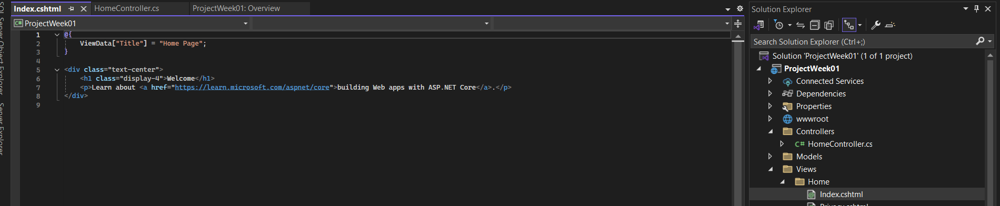 SQL Server Object Explorer
Server Explorer
Index.cshtml
HomeController.cs
ProjectWeek01: Overview
C# ProjectWeek01
1 @{
2 ViewData["Title"] = "Home Page";
3 }
4
5 <div class="text-center">
6 <h1 class="display-4">Welcome</h1>
7 <p>Learn about <a href="https://learn.microsoft.com/aspnet/core">building Web apps with ASP.NET Core</a>.</p>
8 </div>
9
Solution Explorer
Search Solution Explorer (Ctrl+;)
Solution 'ProjectWeek01' (1 of 1 project)
ProjectWeek01
Connected Services
Dependencies
Properties
wwwroot
Controllers
C# HomeController.cs
Models
Views
Home
Index.cshtml
Privacy.cshtml